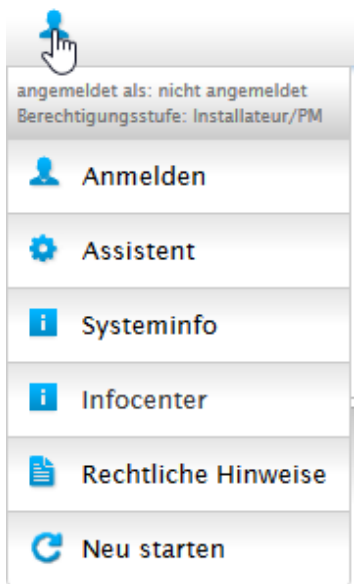 angemeldet als: nicht angemeldet
Berechtigungsstufe: Installateur/PM
Anmelden
Assistent
Systeminfo
Infocenter
Rechtliche Hinweise
Neu starten